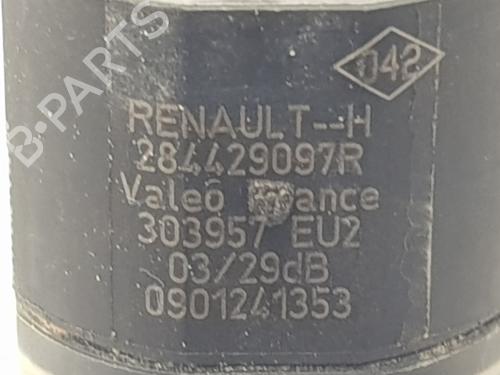 042
RENAULT--H
284429097R
Valeo France
303957 EU2
03/29dB
0901241353
B-PARTS